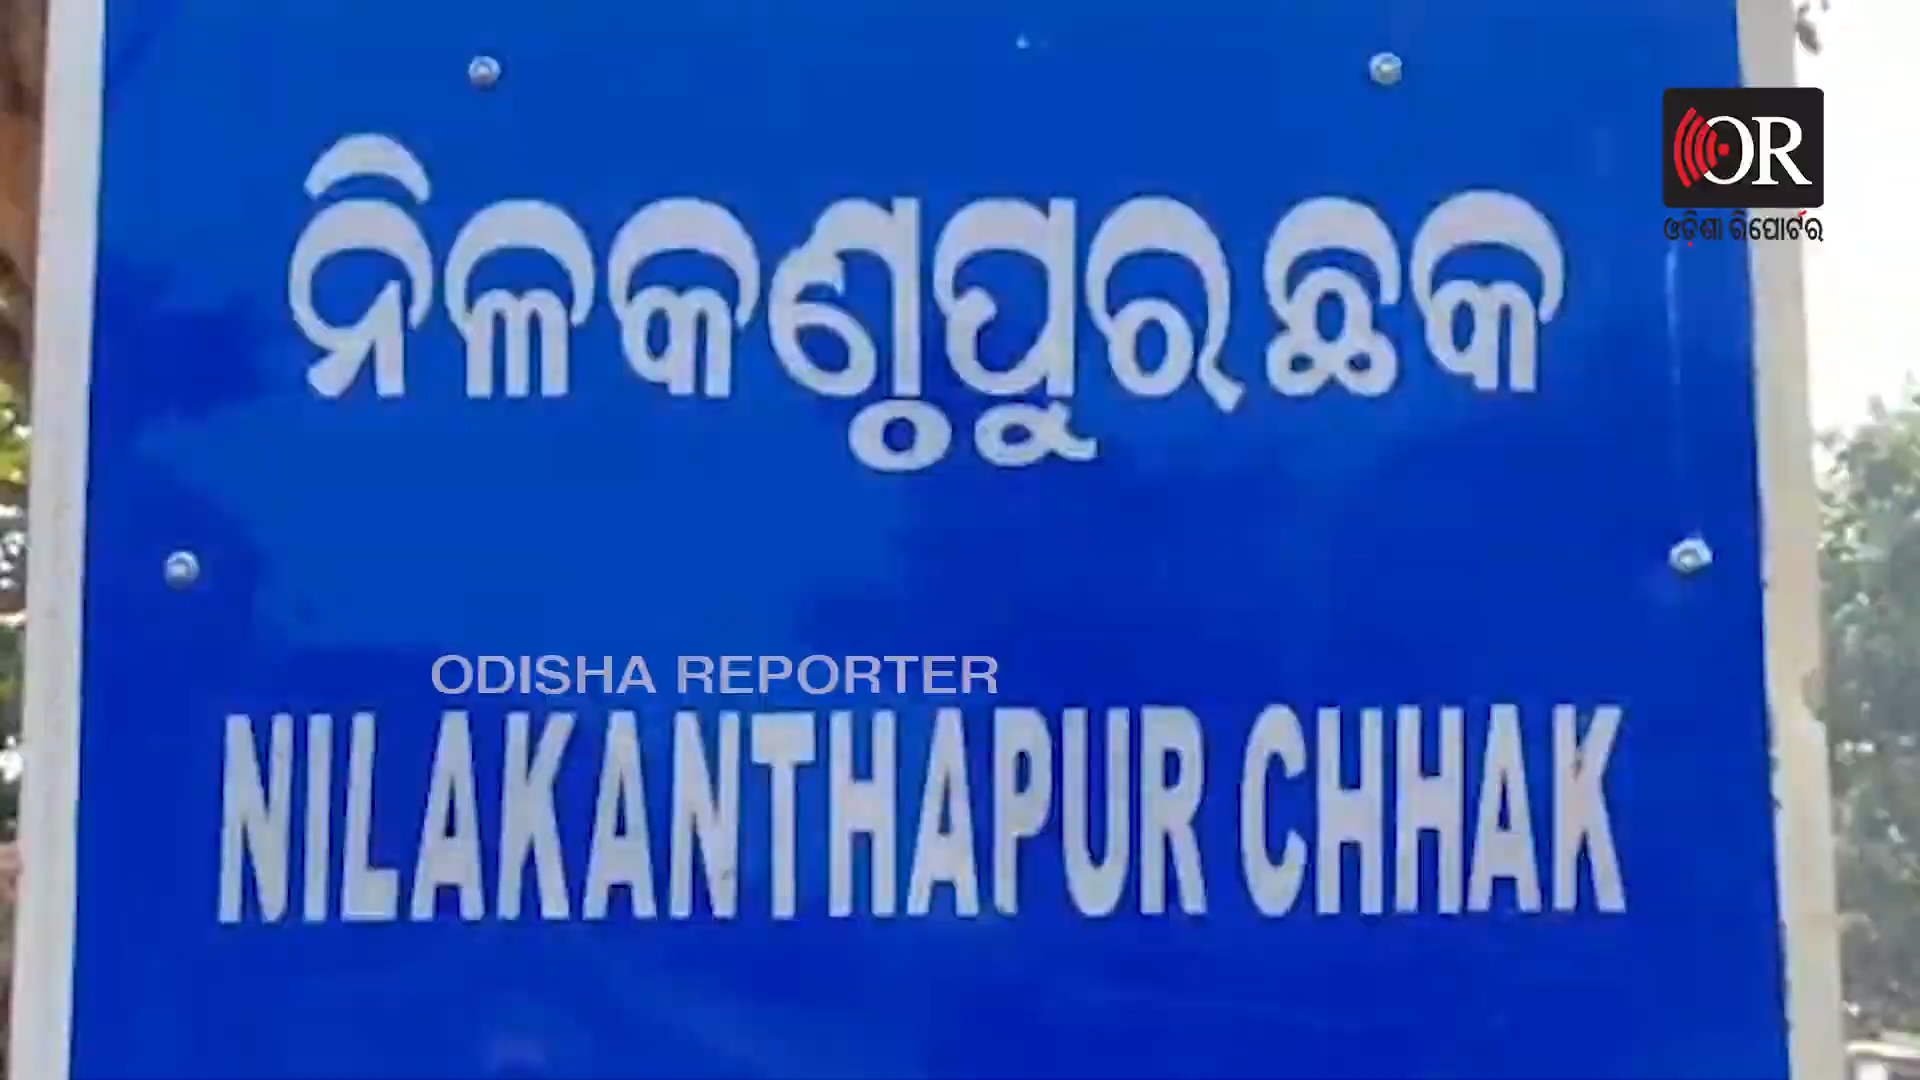 ନିଳକଣ୍ଠପୁର ଛକ
OR
ଓଡ଼ିଶା ରିପୋର୍ଟର
ODISHA REPORTER
NILAKANTHAPUR CHHAK